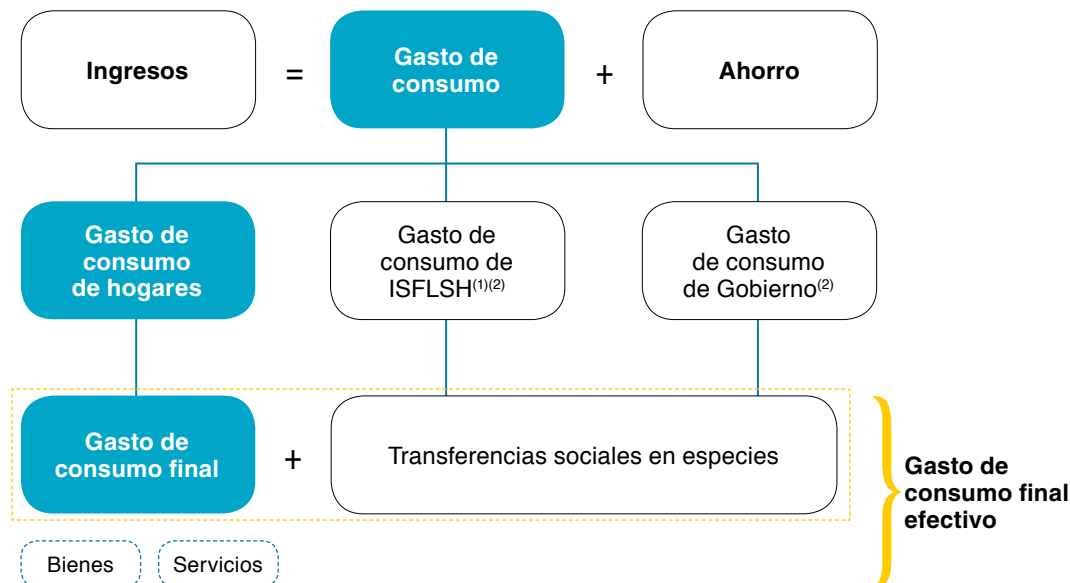 Ingresos
=
Gasto de
consumo
+
Ahorro
Gasto de
consumo
de hogares
Gasto de
consumo de
ISFLSH(1)(2)
Gasto
de consumo
de Gobierno(2)
Gasto de
consumo final
+
Transferencias sociales en especies
Gasto de
consumo final
efectivo
Bienes
Servicios